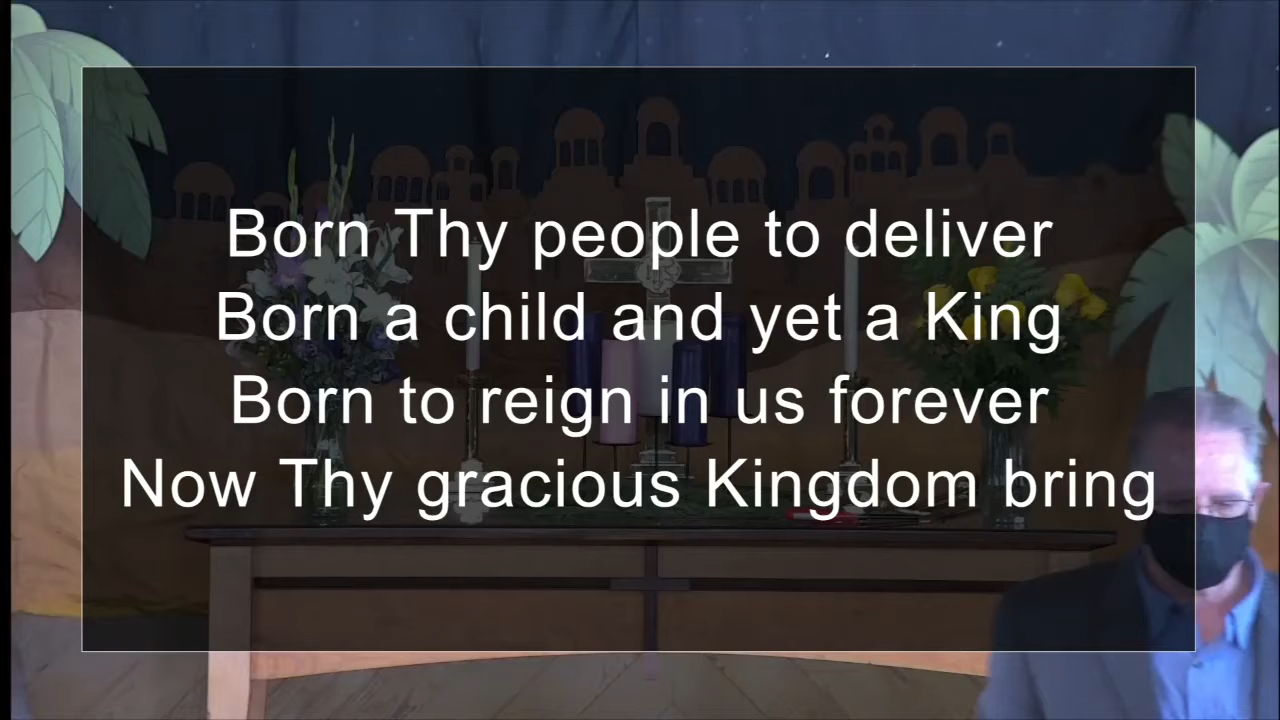 Born Thy people to deliver
Born a child and yet a King
Born to reign in us forever
Now Thy gracious Kingdom bring